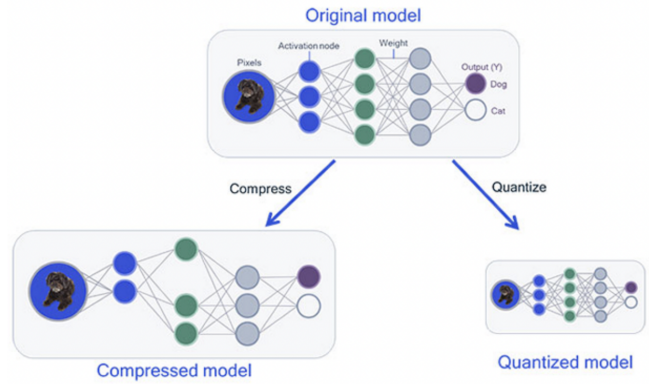 Original model
Activation node
Weight
Pixels
Output (Y)
Dog
Cat
Compress
Quantize
Compressed model
Quantized model